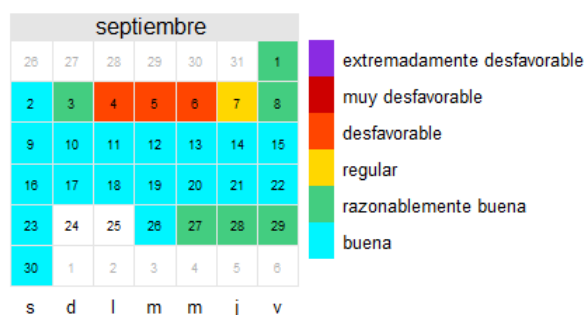 septiembre
26 27 28 29 30 31 1
2 3 4 5 6 7 8
9 10 11 12 13 14 15
16 17 18 19 20 21 22
23 24 25 26 27 28 29
30 1 2 3 4 5 6
s d l m m j v
extremadamente desfavorable
muy desfavorable
desfavorable
regular
razonablemente buena
buena